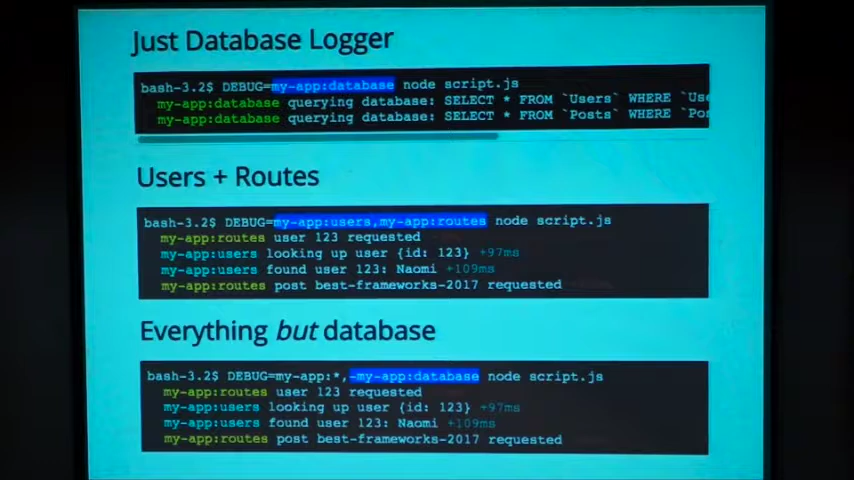 Just Database Logger
bash-3.2$ DEBUG=my-app:database node script.js
my-app:database querying database: SELECT * FROM `Users` WHERE `Use
my-app:database querying database: SELECT * FROM `Posts` WHERE `Pos
Users + Routes
bash-3.2$ DEBUG=my-app:users,my-app:routes node script.js
my-app:routes user 123 requested
my-app:users looking up user {id: 123} +97ms
my-app:users found user 123: Naomi +109ms
my-app:routes post best-frameworks-2017 requested
Everything but database
bash-3.2$ DEBUG=my-app:*,-my-app:database node script.js
my-app:routes user 123 requested
my-app:users looking up user {id: 123} +97ms
my-app:users found user 123: Naomi +109ms
my-app:routes post best-frameworks-2017 requested